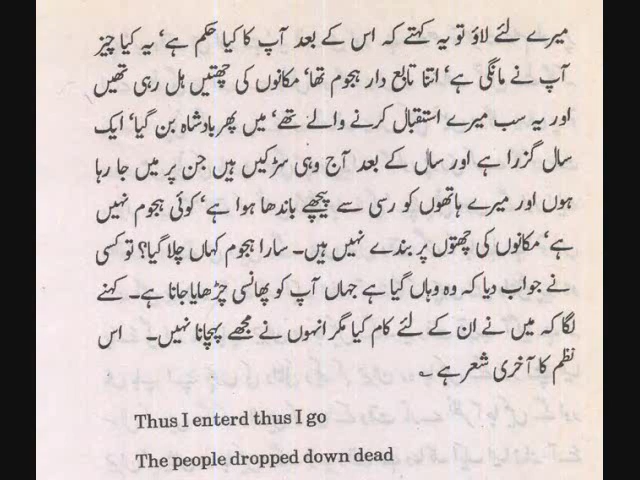 میرے لئے لاؤ تو یہ کہتے کہ اس کے بعد آپ کا کیا حکم ہے، یہ کیا چیز
آپ نے مانگی ہے، اتنا تابع دار ہجوم تھا، مکانوں کی چھتیں ہل رہی تھیں
اور یہ سب میرے استقبال کرنے والے تھے، میں پھر بادشاہ بن گیا، ایک
سال گزرا ہے اور سال کے بعد آج وہی سڑکیں ہیں جن پر میں جا رہا
ہوں اور میرے ہاتھوں کو رسی سے پیچھے باندھا ہوا ہے، کوئی ہجوم نہیں
ہے، مکانوں کی چھتوں پر بندے نہیں ہیں۔ سارا ہجوم کہاں چلا گیا؟ تو کسی
نے جواب دیا کہ وہ وہاں گیا ہے جہاں آپ کو پھانسی چڑھایا جانا ہے۔ کہنے
لگا کہ میں نے ان کے لئے کام کیا مگر انہوں نے مجھے پہچانا نہیں۔ اس
نظم کا آخری شعر ہے ۔
Thus I enterd thus I go
The people dropped down dead